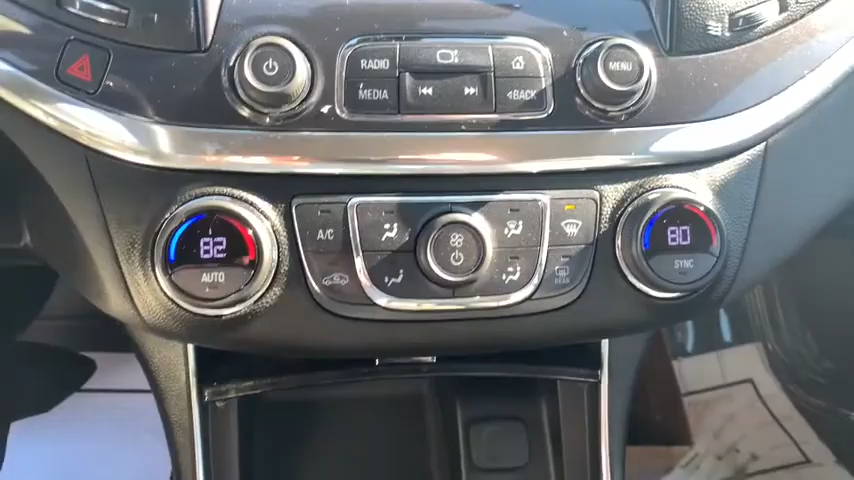 RADIO
MEDIA
BACK
MENU
A/C
82
AUTO
REAR
80
SYNC